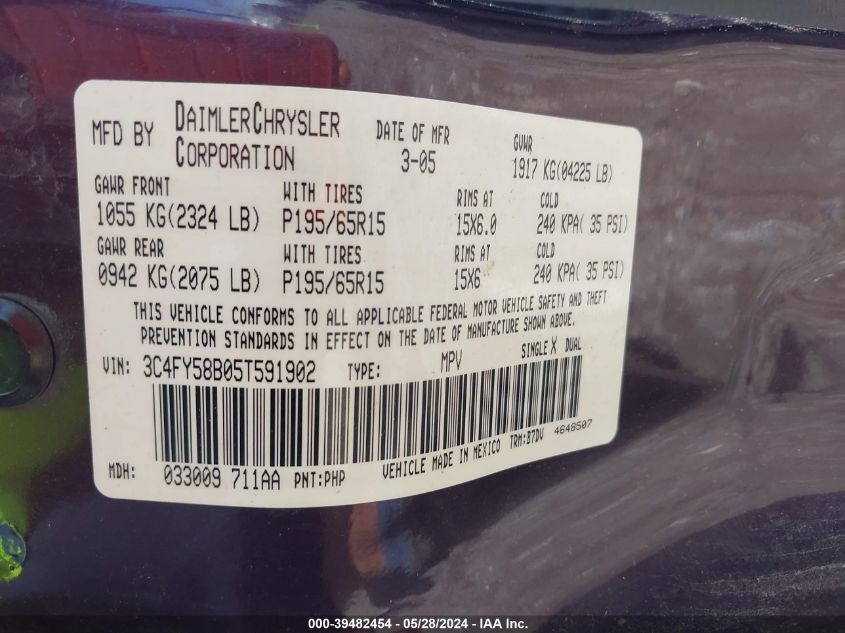 MFD BY DAIMLERCHRYSLER CORPORATION DATE OF MFR 3-05 GVWR 1917 KG(04225 LB)
GAWR FRONT WITH TIRES RIMS AT COLD
1055 KG(2324 LB) P195/65R15 15X6.0 240 KPA( 35 PSI)
GAWR REAR WITH TIRES RIMS AT COLD
0942 KG(2075 LB) P195/65R15 15X6 240 KPA( 35 PSI)
THIS VEHICLE CONFORMS TO ALL APPLICABLE FEDERAL MOTOR VEHICLE SAFETY AND THEFT
PREVENTION STANDARDS IN EFFECT ON THE DATE OF MANUFACTURE SHOWN ABOVE.
VIN: 3C4FY58B05T591902 TYPE: MPV SINGLE X DUAL
MDH: 033009 711AA PNT:PHP VEHICLE MADE IN MEXICO TRM:B7DV 4648507
000-39482454 - 05/28/2024 - IAA Inc.